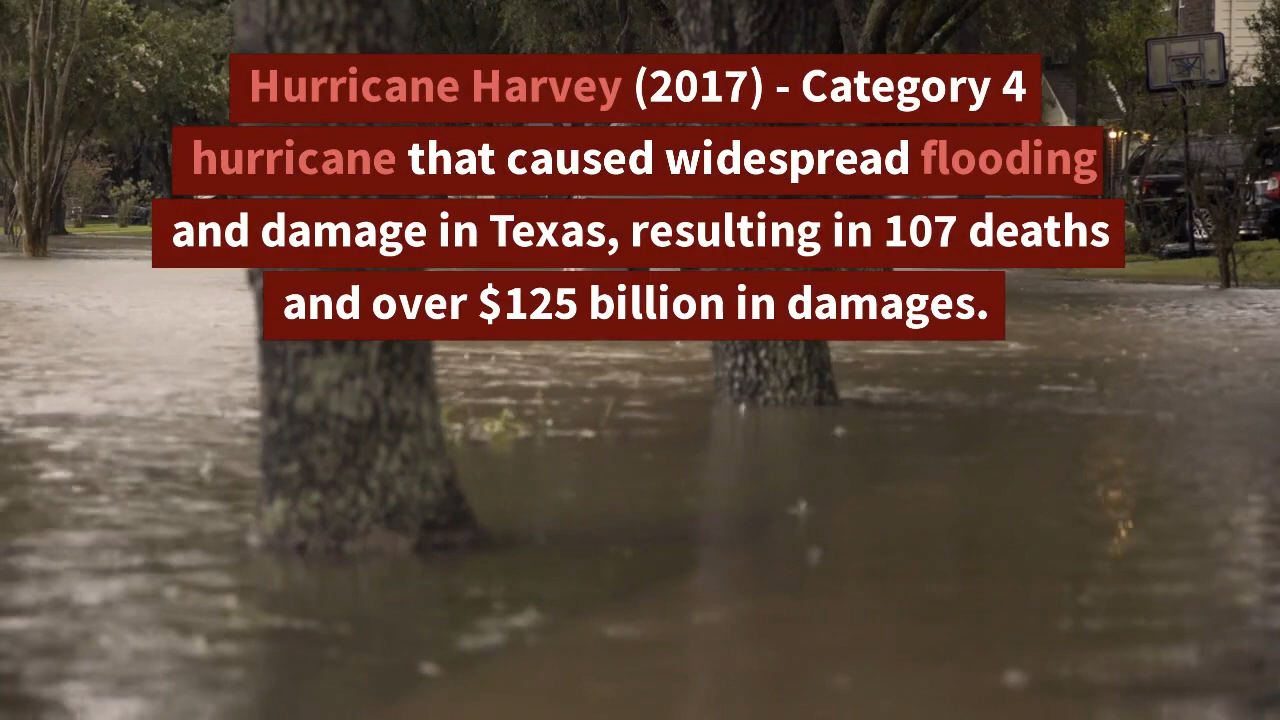 Hurricane Harvey (2017) - Category 4
hurricane that caused widespread flooding
and damage in Texas, resulting in 107 deaths
and over $125 billion in damages.